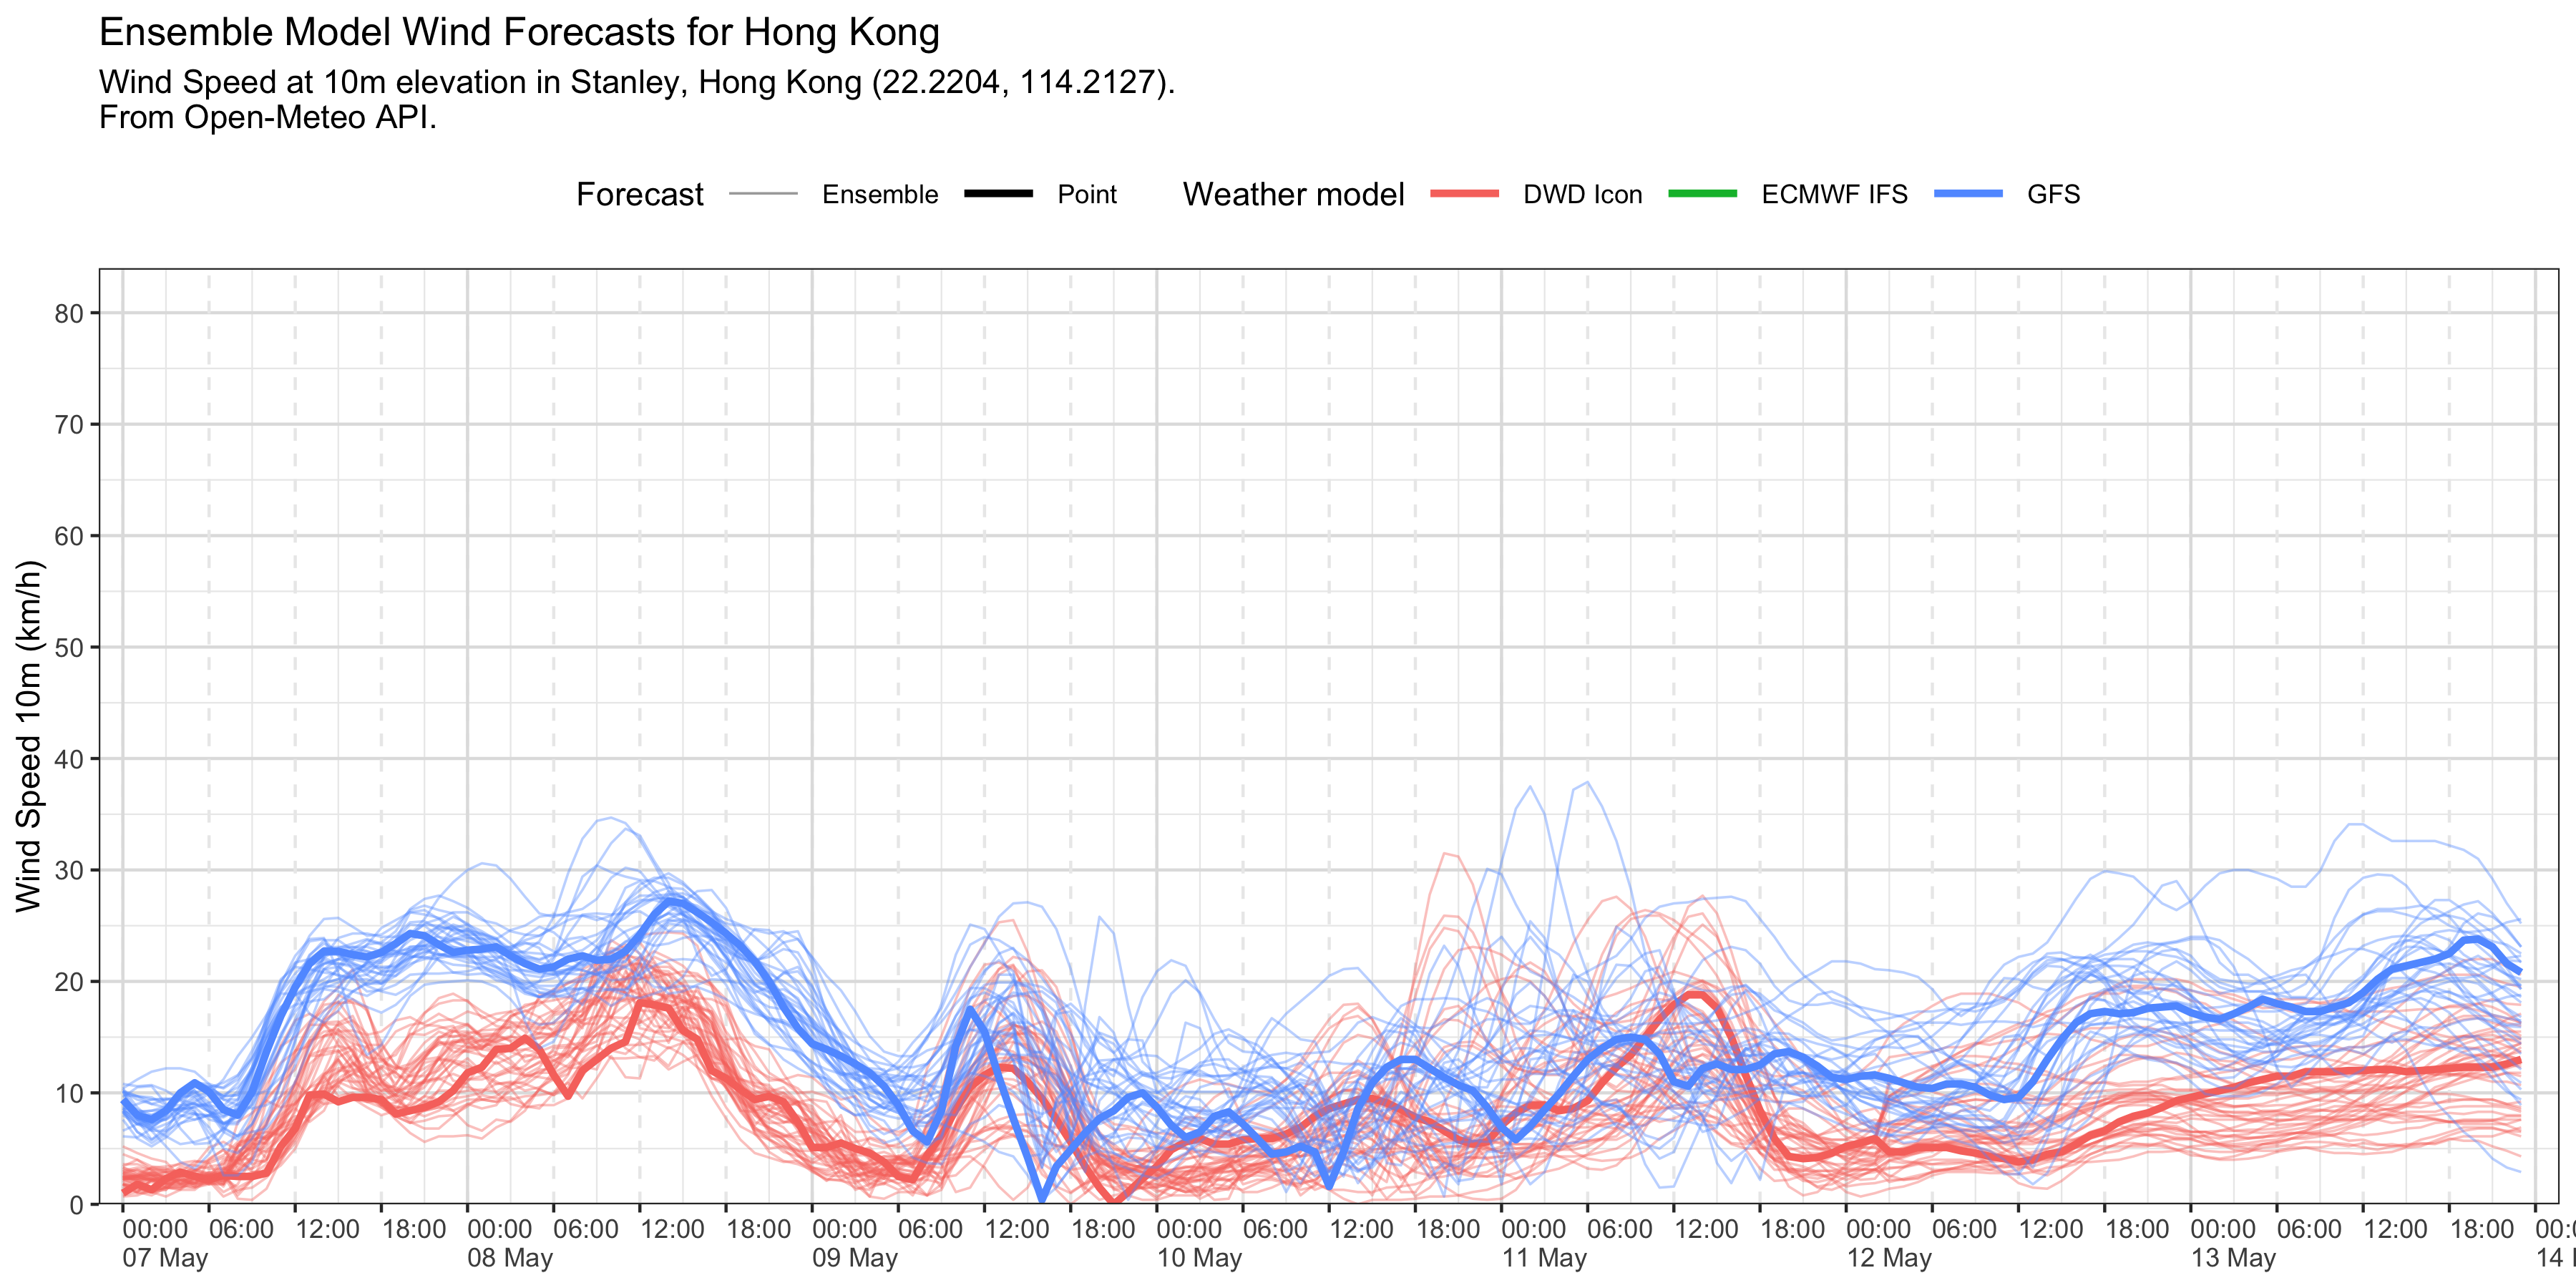 Ensemble Model Wind Forecasts for Hong Kong
Wind Speed at 10m elevation in Stanley, Hong Kong (22.2204, 114.2127).
From Open-Meteo API.
Forecast Ensemble Point Weather model DWD Icon ECMWF IFS GFS
Wind Speed 10m (km/h)
80
70
60
50
40
30
20
10
0
00:00 06:00 12:00 18:00 00:00 06:00 12:00 18:00 00:00 06:00 12:00 18:00 00:00 06:00 12:00 18:00 00:00 06:00 12:00 18:00 00:00 06:00 12:00 18:00 00:00 06:00 12:00 18:00
07 May 08 May 09 May 10 May 11 May 12 May 13 May 14